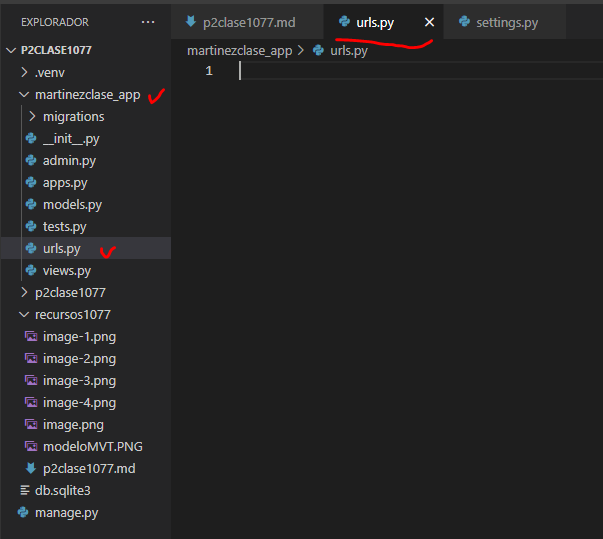 EXPLORADOR ···
P2CLASE1077
.venv
martinezclase_app
migrations
__init__.py
admin.py
apps.py
models.py
tests.py
urls.py
views.py
p2clase1077
recursos1077
image-1.png
image-2.png
image-3.png
image-4.png
image.png
modeloMVT.PNG
p2clase1077.md
db.sqlite3
manage.py
p2clase1077.md urls.py settings.py
martinezclase_app > urls.py
1